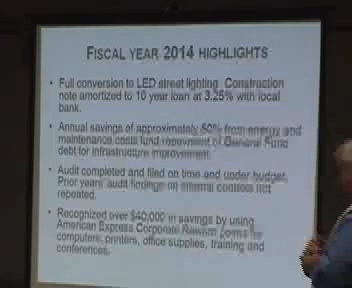 FISCAL YEAR 2014 HIGHLIGHTS
• Full conversion to LED street lighting. Construction
note amortized to 10 year loan at 3.25% with local
bank.
• Annual savings of approximately 50% from energy and
maintenance costs fund repayment of General Fund
debt for infrastructure improvement.
• Audit completed and filed on time and under budget.
Prior years' audit findings on internal controls not
repeated.
• Recognized over $40,000 in savings by using
American Express Corporate Reward points for
computers, printers, office supplies, training and
conferences.